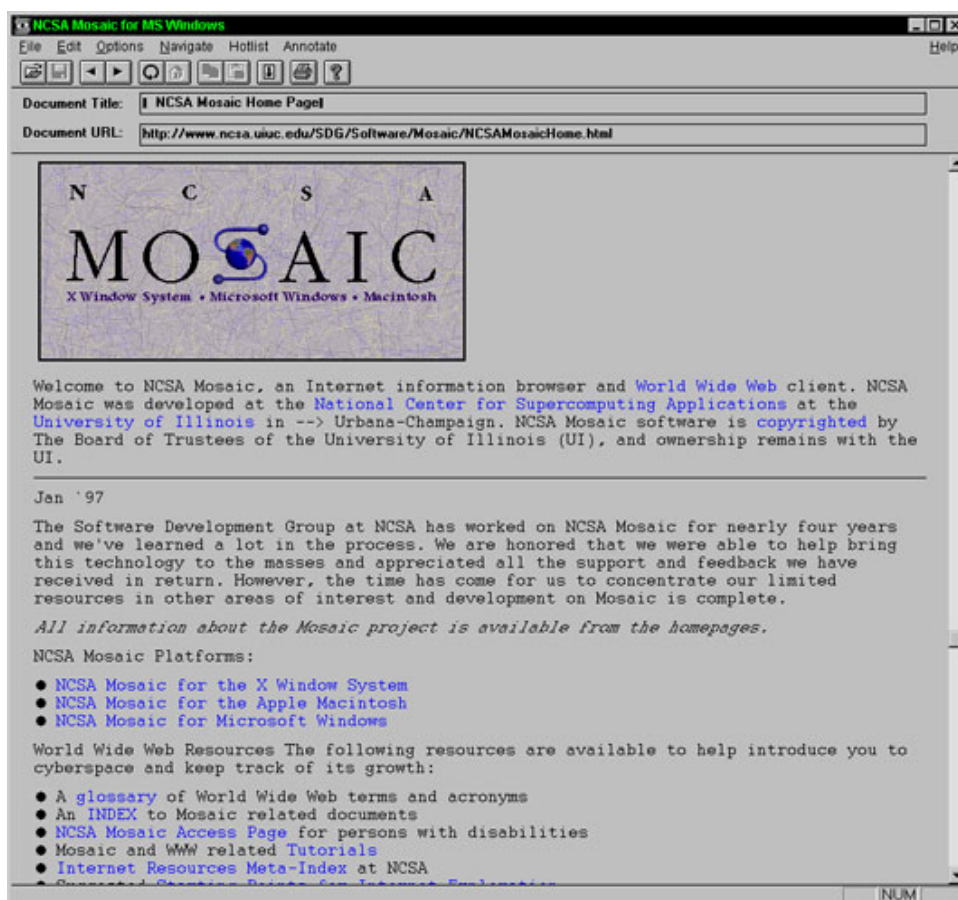 NCSA Mosaic for MS Windows
File Edit Options Navigate Hotlist Annotate Help
Document Title: NCSA Mosaic Home Page
Document URL: http://www.ncsa.uiuc.edu/SDG/Software/Mosaic/NCSAMosaicHome.html
N C S A
MOSAIC
X Window System • Microsoft Windows • Macintosh
Welcome to NCSA Mosaic, an Internet information browser and World Wide Web client. NCSA
Mosaic was developed at the National Center for Supercomputing Applications at the
University of Illinois in --> Urbana-Champaign. NCSA Mosaic software is copyrighted by
The Board of Trustees of the University of Illinois (UI), and ownership remains with the
UI.
Jan `97
The Software Development Group at NCSA has worked on NCSA Mosaic for nearly four years
and we've learned a lot in the process. We are honored that we were able to help bring
this technology to the masses and appreciated all the support and feedback we have
received in return. However, the time has come for us to concentrate our limited
resources in other areas of interest and development on Mosaic is complete.
All information about the Mosaic project is available from the homepages.
NCSA Mosaic Platforms:
● NCSA Mosaic for the X Window System
● NCSA Mosaic for the Apple Macintosh
● NCSA Mosaic for Microsoft Windows
World Wide Web Resources The following resources are available to help introduce you to
cyberspace and keep track of its growth:
● A glossary of World Wide Web terms and acronyms
● An INDEX to Mosaic related documents
● NCSA Mosaic Access Page for persons with disabilities
● Mosaic and WWW related Tutorials
● Internet Resources Meta-Index at NCSA
● Suggested Starting Points for Internet Exploration
NUM